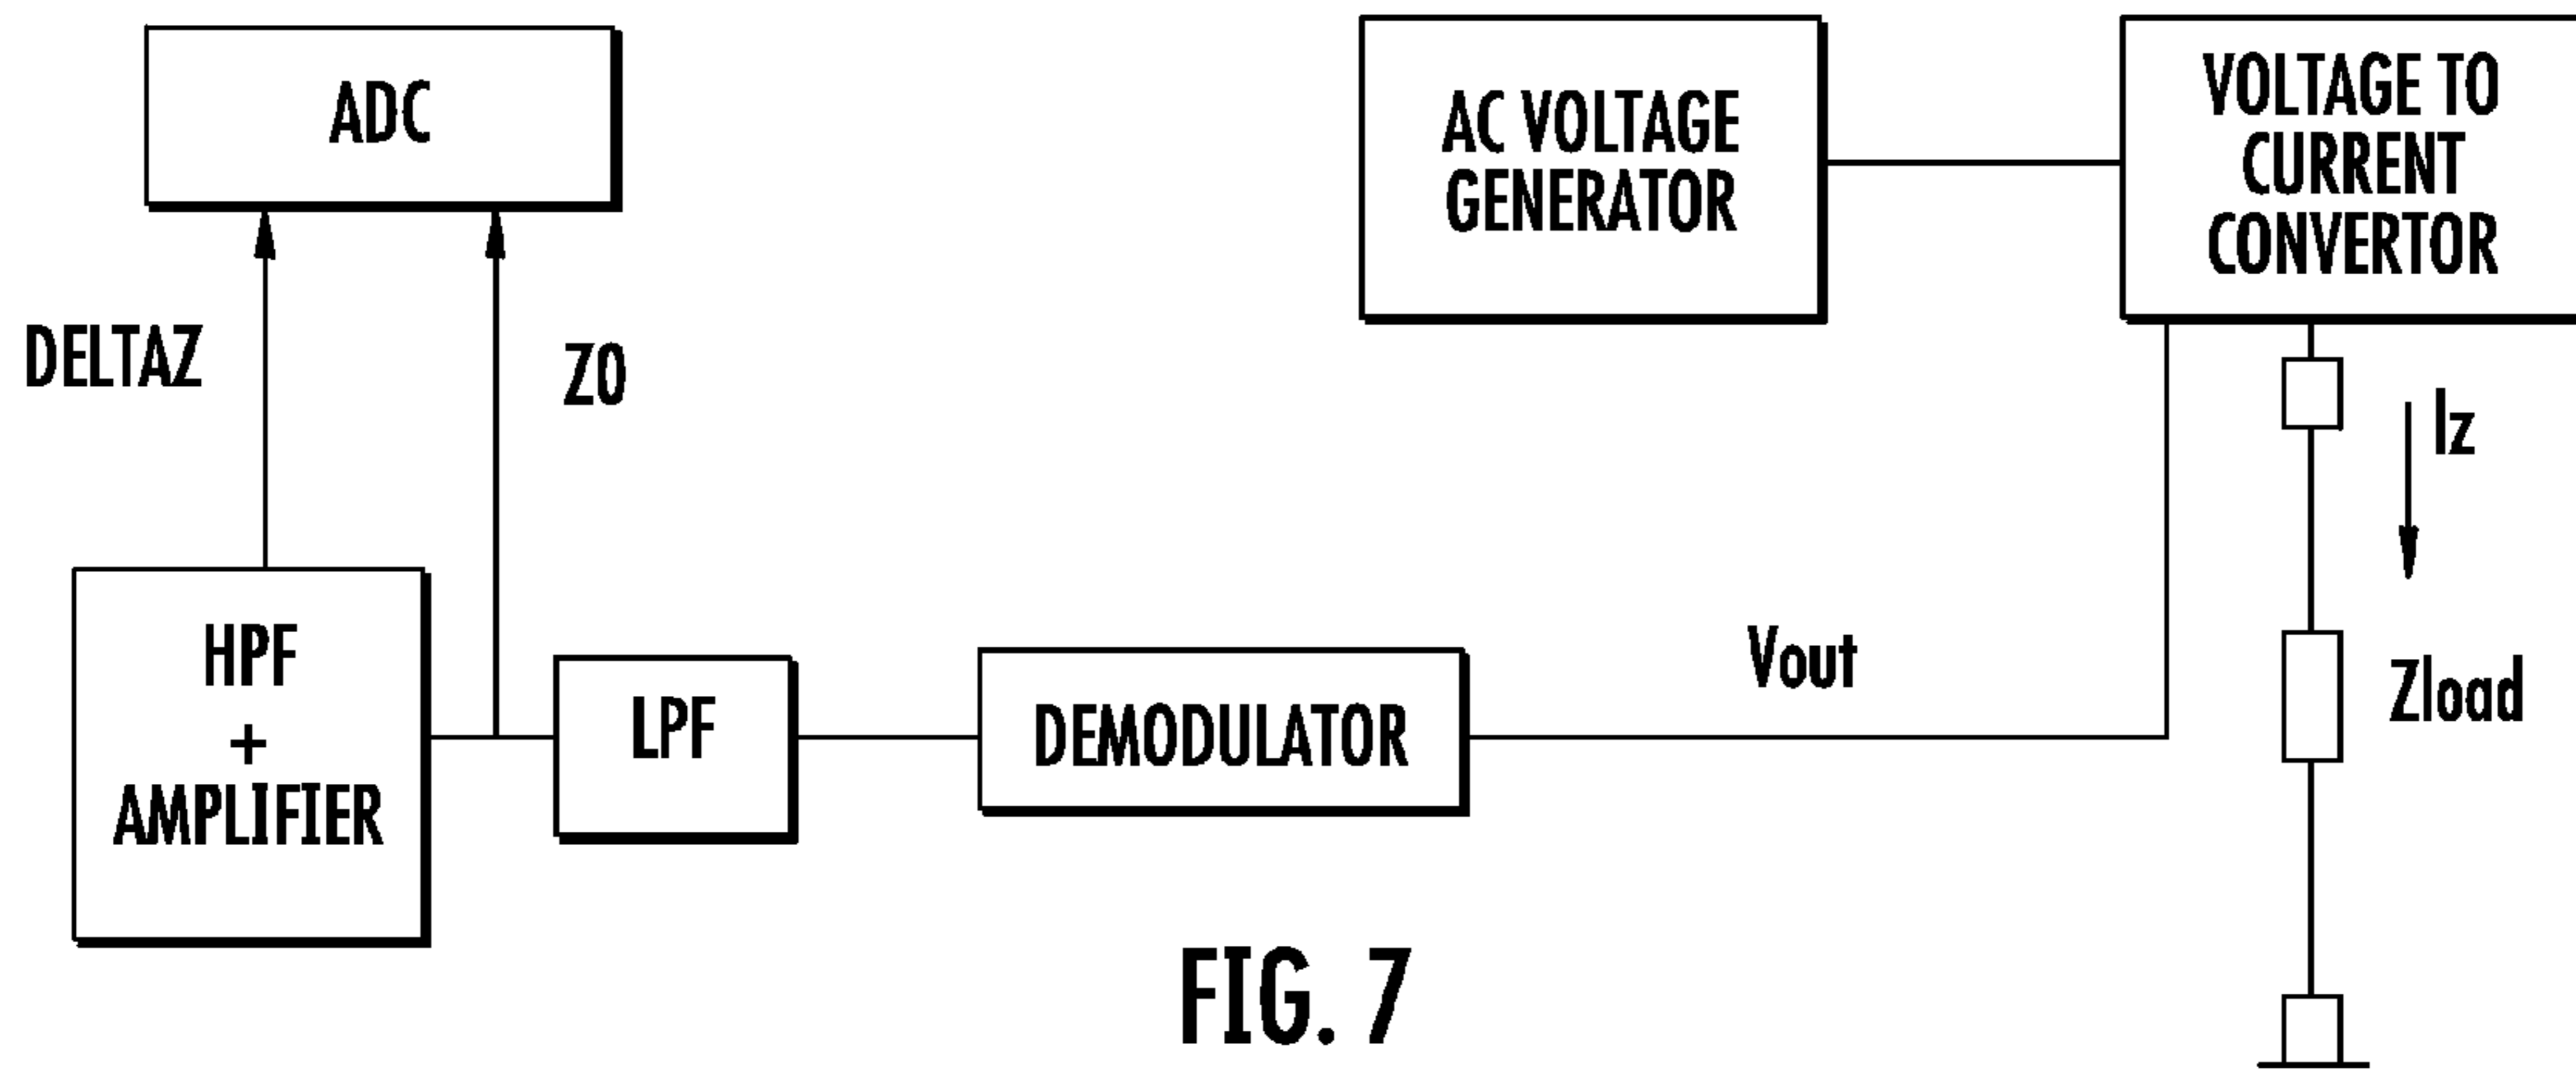 ADC
AC VOLTAGE
GENERATOR
VOLTAGE TO
CURRENT
CONVERTOR
DELTAZ
Z0
Iz
HPF
+
AMPLIFIER
LPF
DEMODULATOR
Vout
Zload
FIG. 7